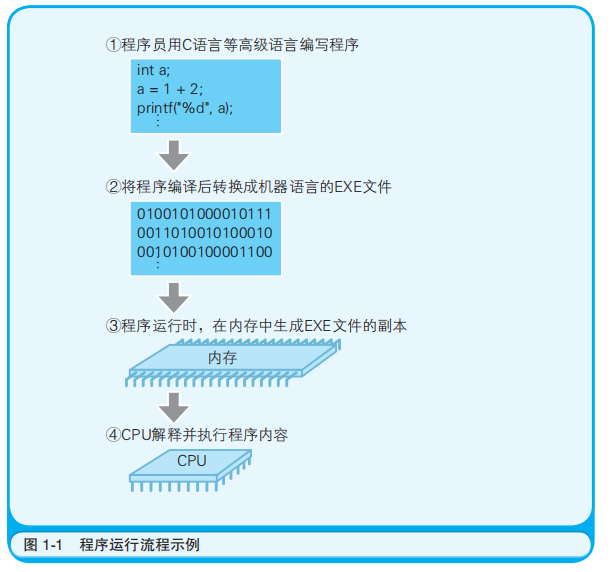 ①程序员用C语言等高级语言编写程序
int a;
a = 1 + 2;
printf("%d", a);
⋮
②将程序编译后转换成机器语言的EXE文件
0100101000010111
0011010010100010
0010100100001100
⋮
③程序运行时，在内存中生成EXE文件的副本
内存
④CPU解释并执行程序内容
CPU
图 1-1 程序运行流程示例